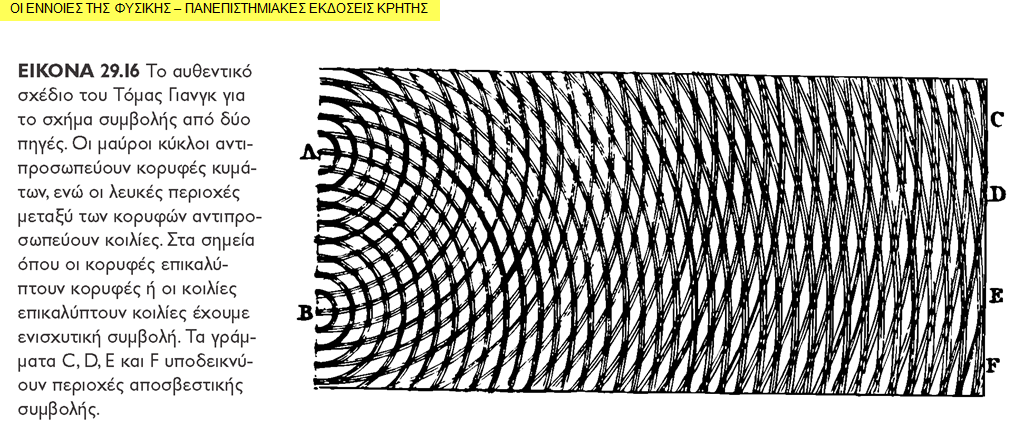 ΟΙ ΕΝΝΟΙΕΣ ΤΗΣ ΦΥΣΙΚΗΣ – ΠΑΝΕΠΙΣΤΗΜΙΑΚΕΣ ΕΚΔΟΣΕΙΣ ΚΡΗΤΗΣ
ΕΙΚΟΝΑ 29.16 Το αυθεντικό
σχέδιο του Τόμας Γιανγκ για
το σχήμα συμβολής από δύο
πηγές. Οι μαύροι κύκλοι αντι-
προσωπεύουν κορυφές κυμά-
των, ενώ οι λευκές περιοχές
μεταξύ των κορυφών αντιπρο-
σωπεύουν κοιλίες. Στα σημεία
όπου οι κορυφές επικαλύ-
πτουν κορυφές ή οι κοιλίες
επικαλύπτουν κοιλίες έχουμε
ενισχυτική συμβολή. Τα γράμ-
ματα C, D, E και F υποδεικνύ-
ουν περιοχές αποσβεστικής
συμβολής.
A
B
C
D
E
F